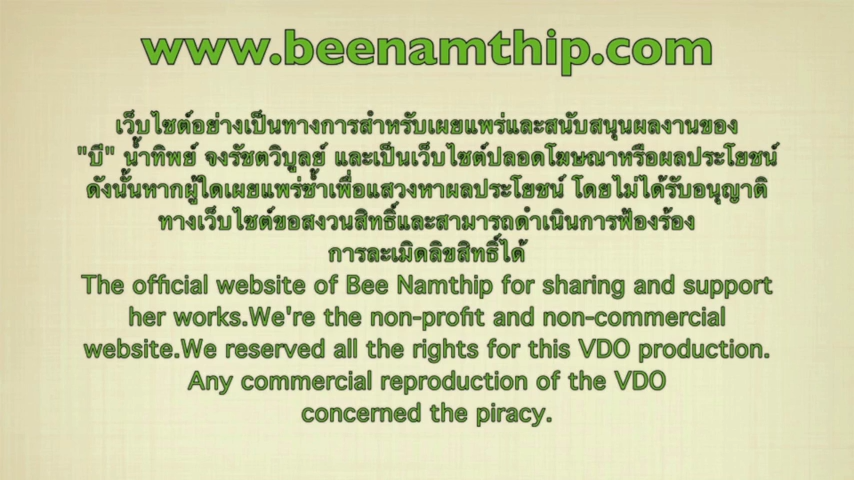 www.beenamthip.com
เว็บไซต์อย่างเป็นทางการสำหรับเผยแพร่และสนับสนุนผลงานของ
"บี" น้ำทิพย์ จงรัชตวิบูลย์ และเป็นเว็บไซต์ปลอดโฆษณาหรือผลประโยชน์
ดังนั้นหากผู้ใดเผยแพร่ซ้ำเพื่อแสวงหาผลประโยชน์ โดยไม่ได้รับอนุญาติ
ทางเว็บไซต์ขอสงวนสิทธิ์และสามารถดำเนินการฟ้องร้อง
การละเมิดลิขสิทธิ์ได้
The official website of Bee Namthip for sharing and support
her works.We're the non-profit and non-commercial
website.We reserved all the rights for this VDO production.
Any commercial reproduction of the VDO
concerned the piracy.